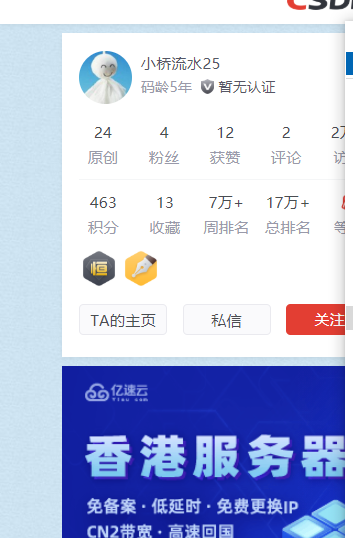 CSD
小桥流水25
码龄5年 暂无认证
24 4 12 2 2万
原创 粉丝 获赞 评论 访
463 13 7万+ 17万+
积分 收藏 周排名 总排名 等
恒
TA的主页 私信 关注
亿速云
Yisu.com
香港服务器
免备案·低延时·免费更换IP
CN2带宽·高速回国